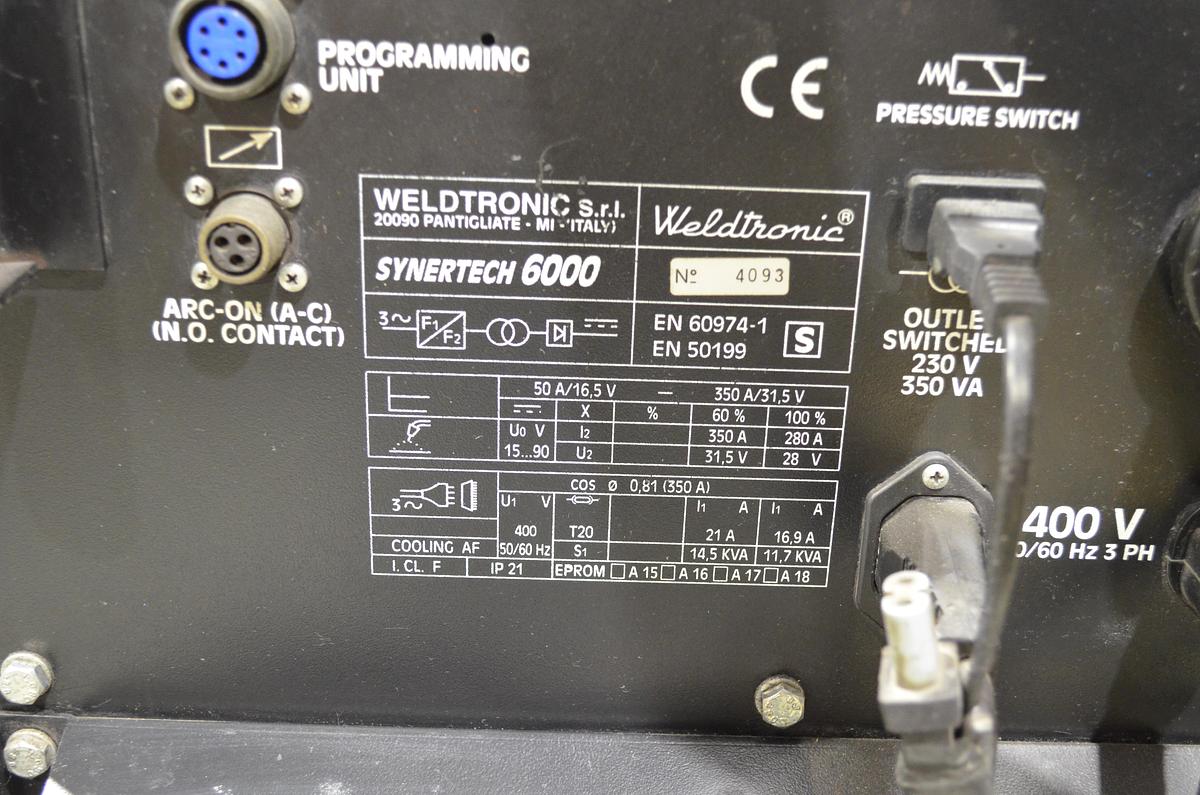 PROGRAMMING
UNIT
CE
PRESSURE SWITCH
ARC-ON (A-C)
(N.O. CONTACT)
WELDTRONIC S.r.l.
20090 PANTIGLIATE - MI - ITALY)
Weldtronic®
SYNERTECH 6000
Nº 4093
3~ F1 F2
EN 60974-1
EN 50199
S
OUTLE
SWITCHED
230 V
350 VA
50 A/16,5 V — 350 A/31,5 V
X % 60 % 100 %
U0 V I2 350 A 280 A
15...90 U2 31,5 V 28 V
COS Ø 0,81 (350 A)
3~ U1 V I1 A I1 A
400 T20 21 A 16,9 A
COOLING AF 50/60 Hz S1 14,5 KVA 11,7 KVA
I. CL. F IP 21 EPROM A 15 A 16 A 17 A 18
400 V
0/60 Hz 3 PH